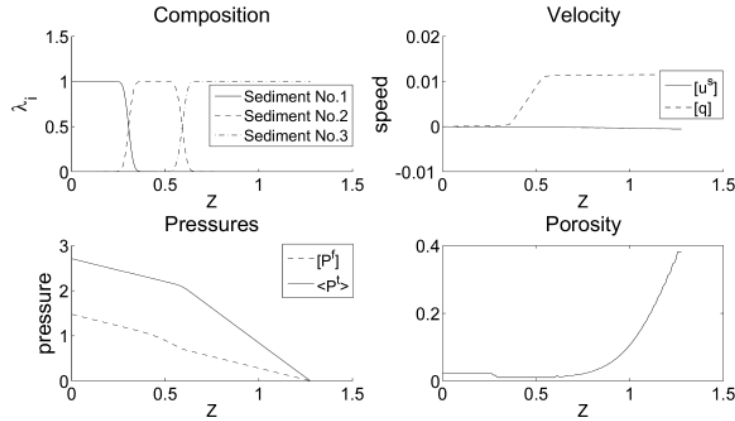 Composition
1.5
1
0.5
0
λi
Sediment No.1
Sediment No.2
Sediment No.3
0
0.5
1
1.5
Z
Velocity
0.02
0.01
0
-0.01
speed
[u^s]
[q]
0
0.5
1
1.5
Z
Pressures
3
2
1
0
pressure
[P^f]
<P^t>
0
0.5
1
1.5
Z
Porosity
0.4
0.2
0
0
0.5
1
1.5
Z